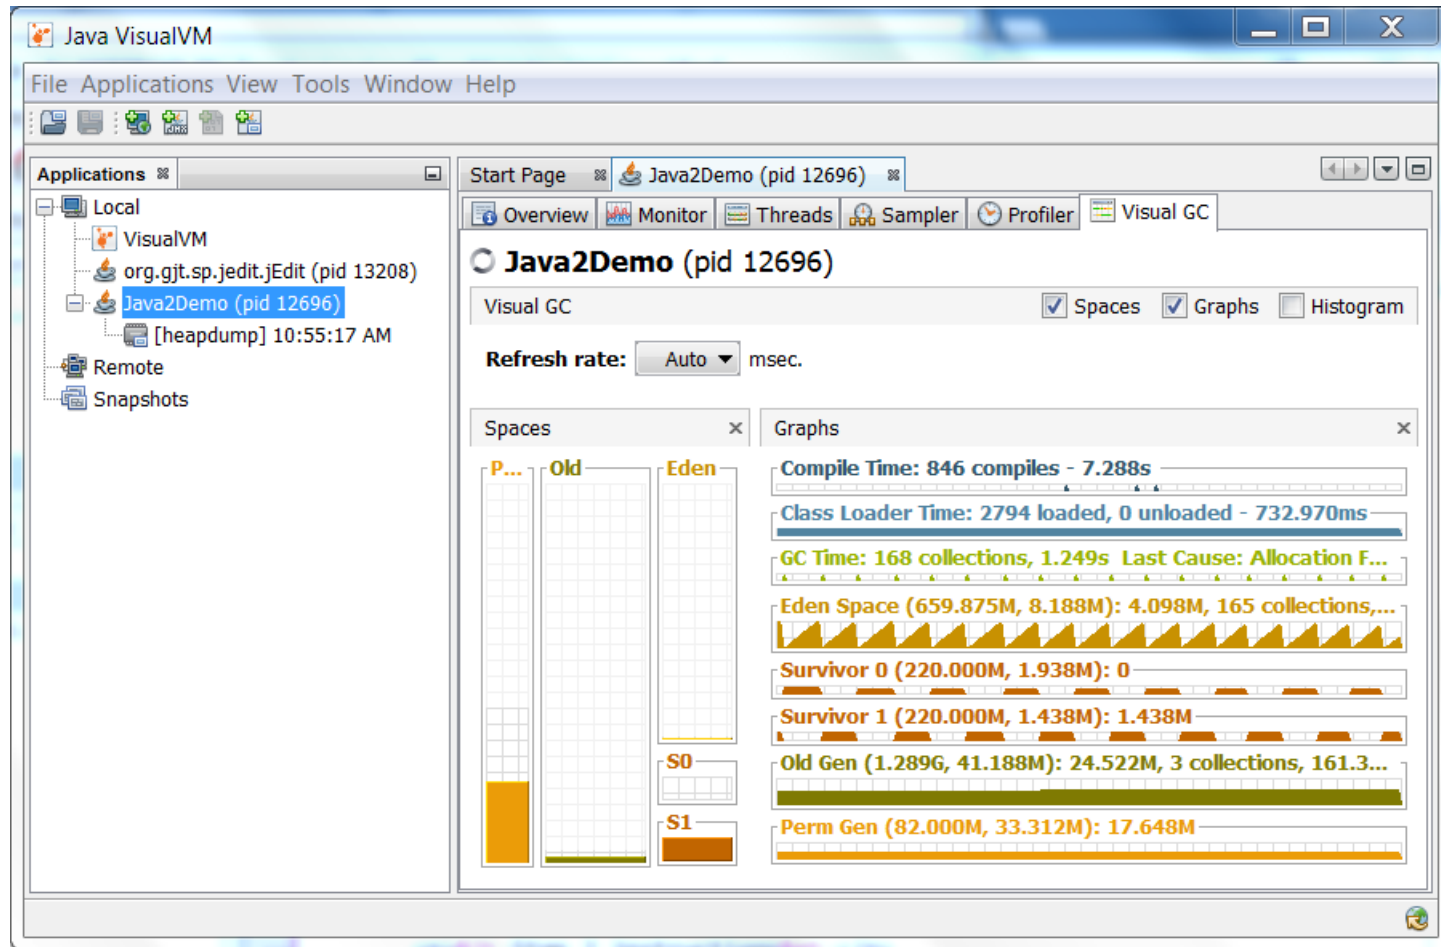 Java VisualVM
File Applications View Tools Window Help
Applications
Local
VisualVM
org.gjt.sp.jedit.jEdit (pid 13208)
Java2Demo (pid 12696)
[heapdump] 10:55:17 AM
Remote
Snapshots
Start Page Java2Demo (pid 12696)
Overview Monitor Threads Sampler Profiler Visual GC
Java2Demo (pid 12696)
Visual GC Spaces Graphs Histogram
Refresh rate: Auto msec.
Spaces
P... Old Eden
S0
S1
Graphs
Compile Time: 846 compiles - 7.288s
Class Loader Time: 2794 loaded, 0 unloaded - 732.970ms
GC Time: 168 collections, 1.249s Last Cause: Allocation F...
Eden Space (659.875M, 8.188M): 4.098M, 165 collections,...
Survivor 0 (220.000M, 1.938M): 0
Survivor 1 (220.000M, 1.438M): 1.438M
Old Gen (1.289G, 41.188M): 24.522M, 3 collections, 161.3...
Perm Gen (82.000M, 33.312M): 17.648M